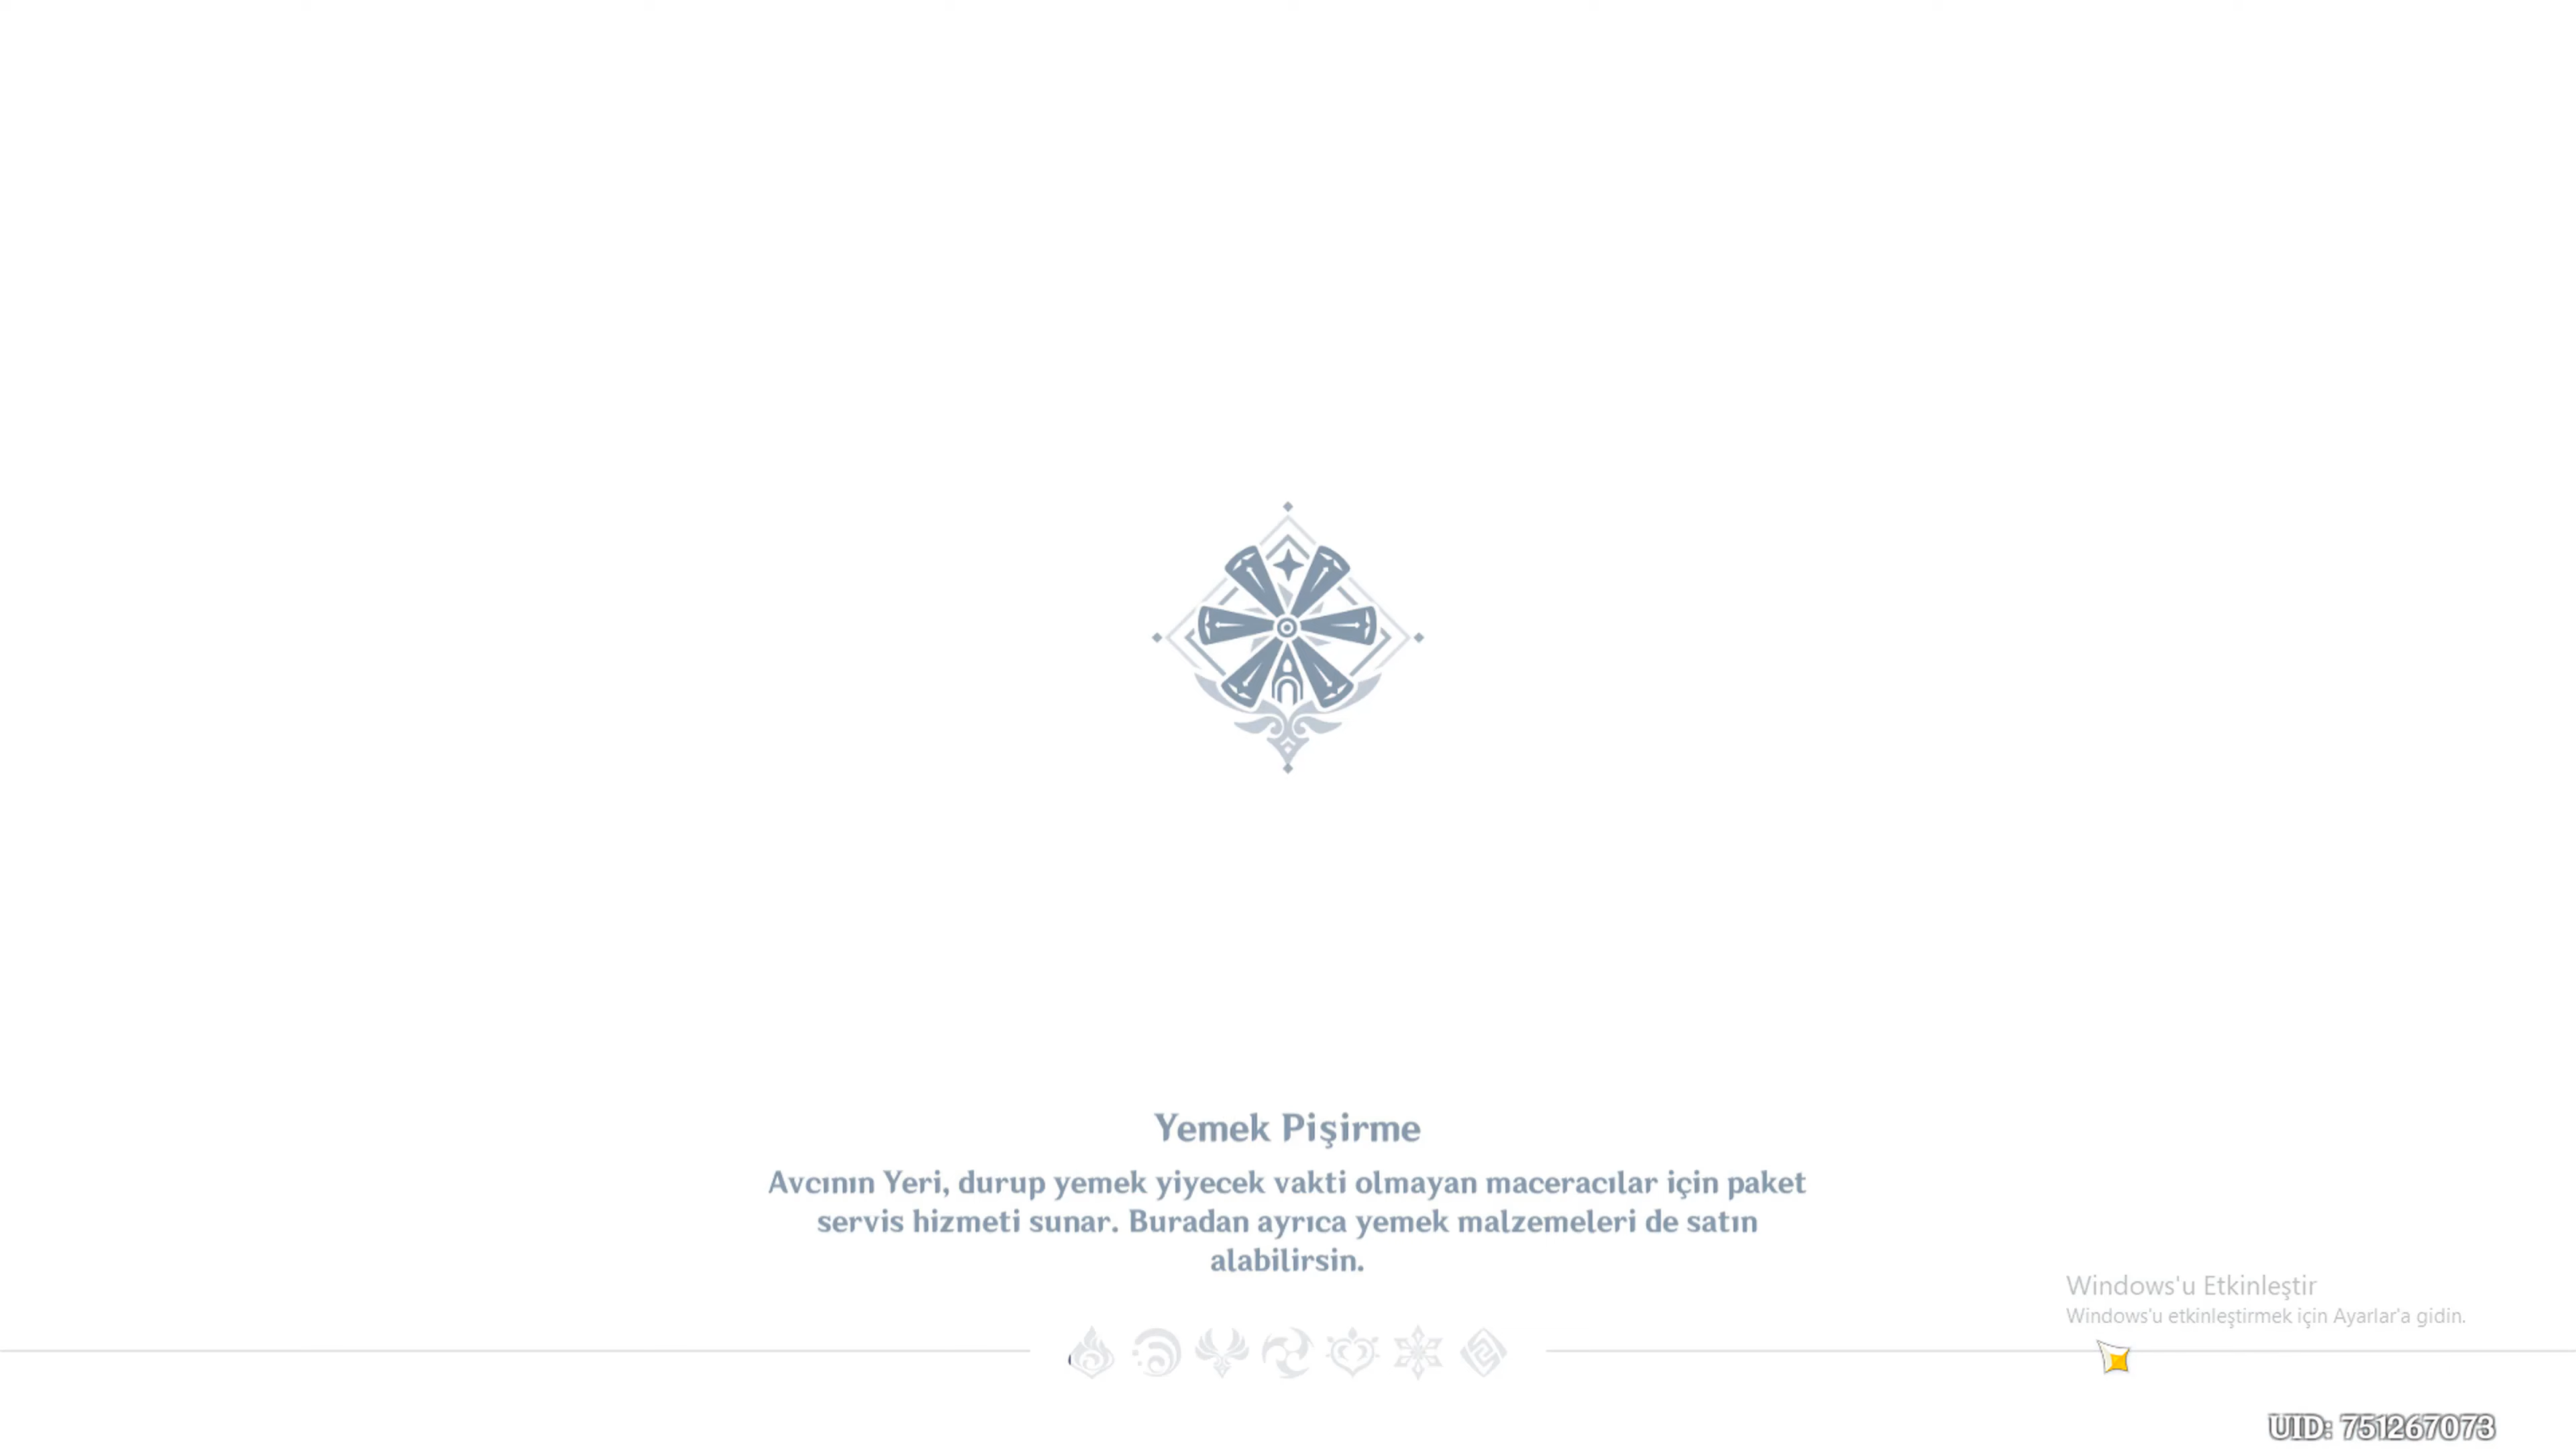 Yemek Pişirme
Avcının Yeri, durup yemek yiyecek vakti olmayan maceracılar için paket
servis hizmeti sunar. Buradan ayrıca yemek malzemeleri de satın
alabilirsin.
Windows'u Etkinleştir
Windows'u etkinleştirmek için Ayarlar'a gidin.
UID: 751267073